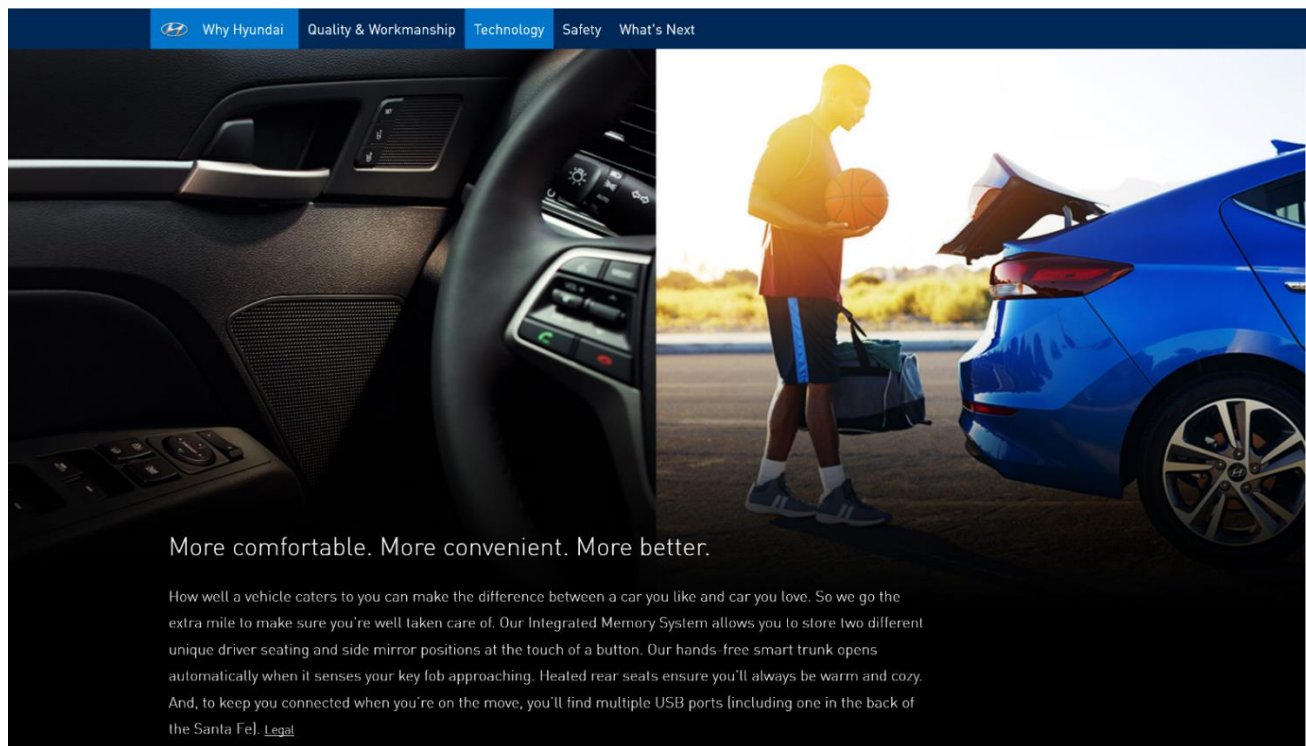 Why Hyundai
Quality & Workmanship
Technology
Safety
What's Next
MODE
VOL
AUTO
More comfortable. More convenient. More better.
How well a vehicle caters to you can make the difference between a car you like and car you love. So we go the
extra mile to make sure you're well taken care of. Our Integrated Memory System allows you to store two different
unique driver seating and side mirror positions at the touch of a button. Our hands-free smart trunk opens
automatically when it senses your key fob approaching. Heated rear seats ensure you'll always be warm and cozy.
And, to keep you connected when you're on the move, you'll find multiple USB ports (including one in the back of
the Santa Fe). Legal